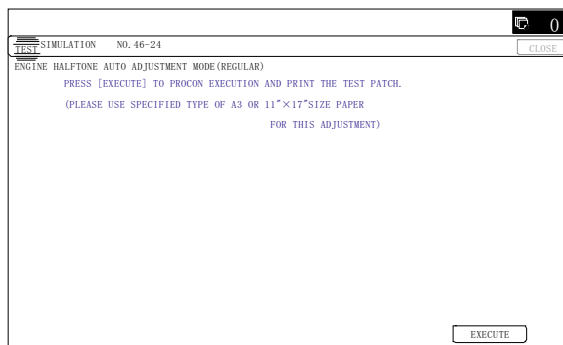 0
TEST SIMULATION NO. 46-24
CLOSE
ENGINE HALFTONE AUTO ADJUSTMENT MODE(REGULAR)
PRESS [EXECUTE] TO PROCON EXECUTION AND PRINT THE TEST PATCH.
(PLEASE USE SPECIFIED TYPE OF A3 OR 11″×17″SIZE PAPER
FOR THIS ADJUSTMENT)
EXECUTE